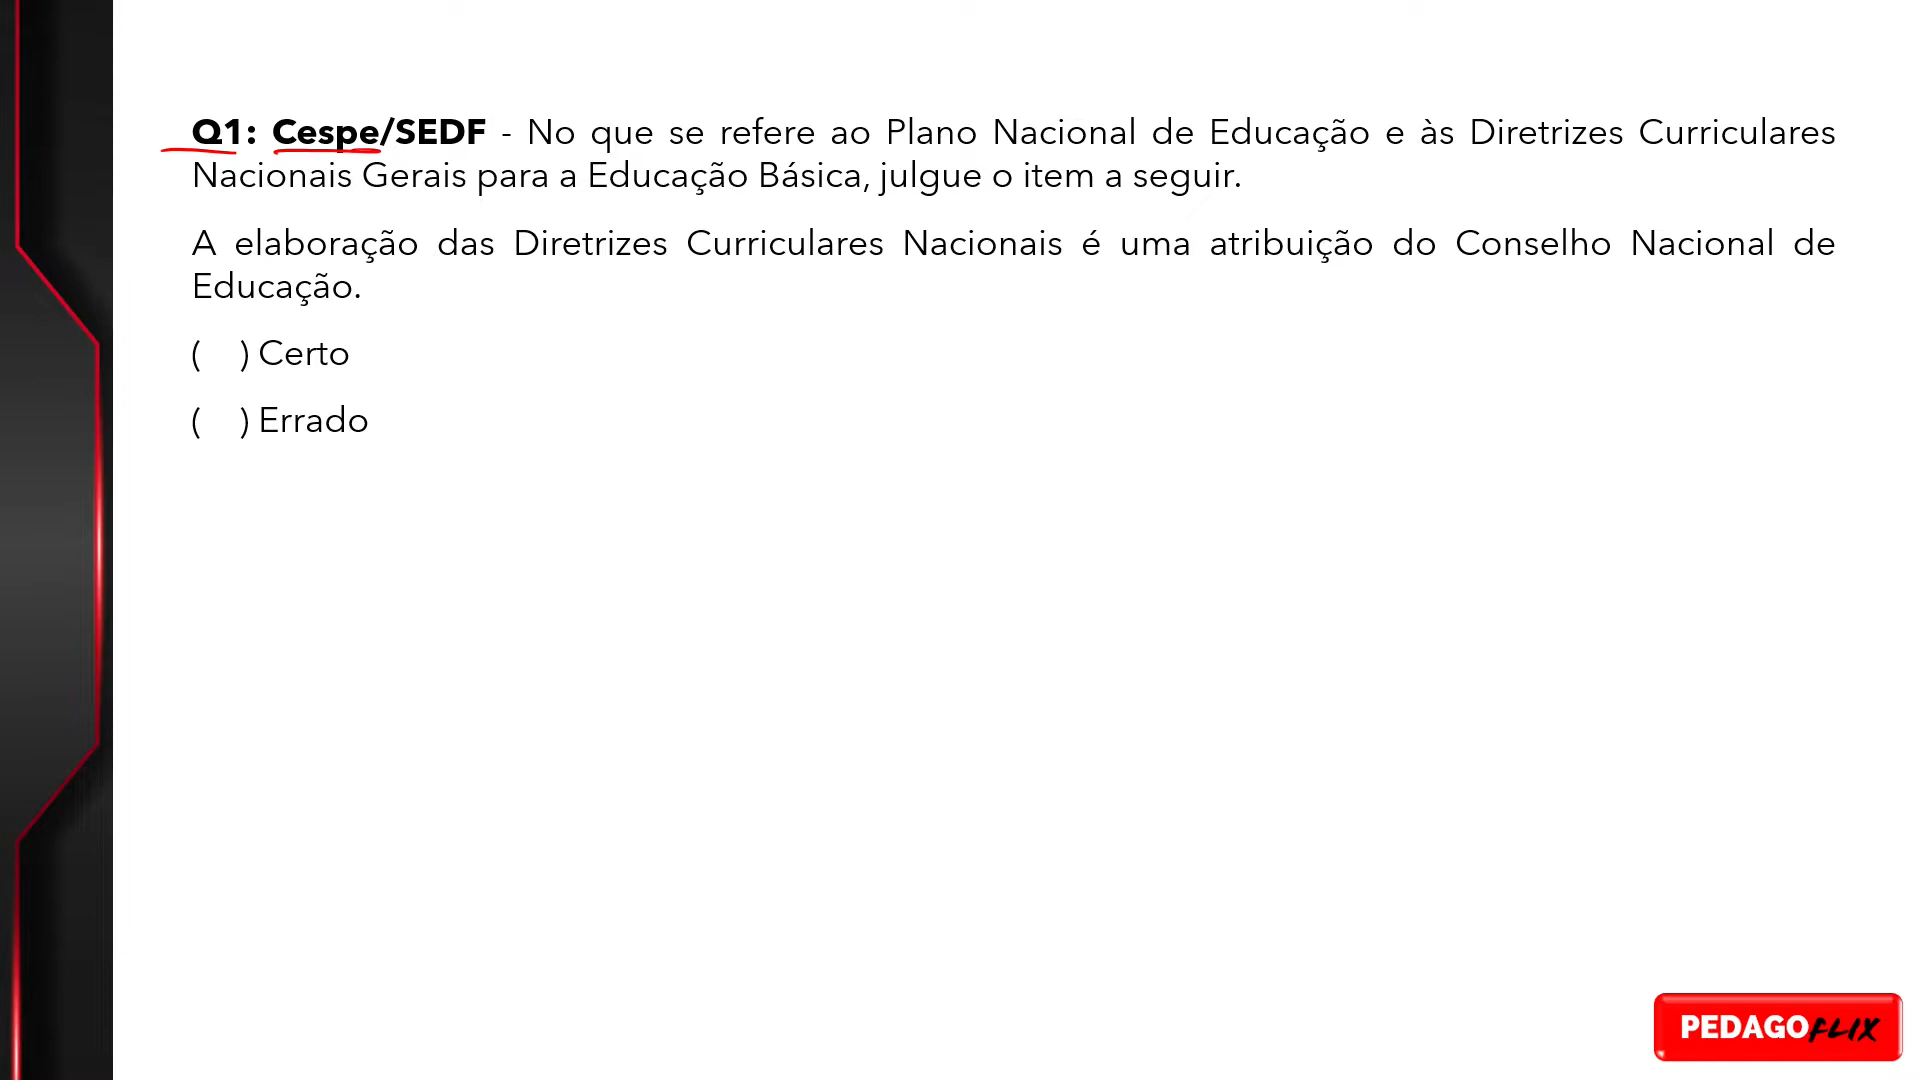 Q1: Cespe/SEDF - No que se refere ao Plano Nacional de Educação e às Diretrizes Curriculares
Nacionais Gerais para a Educação Básica, julgue o item a seguir.
A elaboração das Diretrizes Curriculares Nacionais é uma atribuição do Conselho Nacional de
Educação.
( ) Certo
( ) Errado
PEDAGOFLIX